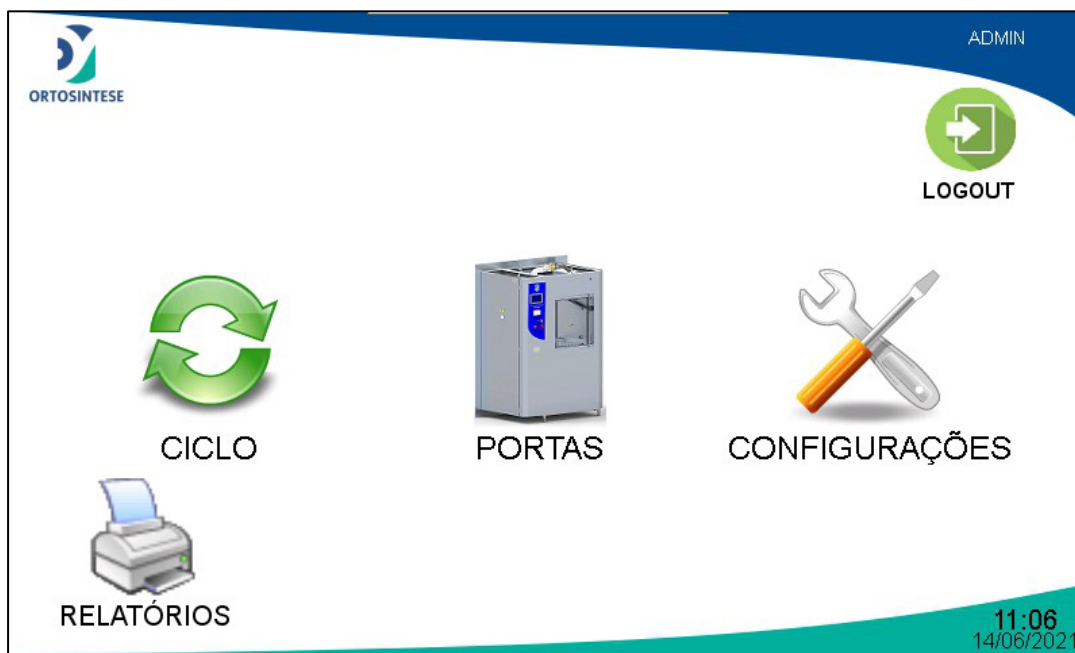 ADMIN
ORTOSINTESE
LOGOUT
CICLO
PORTAS
CONFIGURAÇÕES
RELATÓRIOS
11:06
14/06/2021